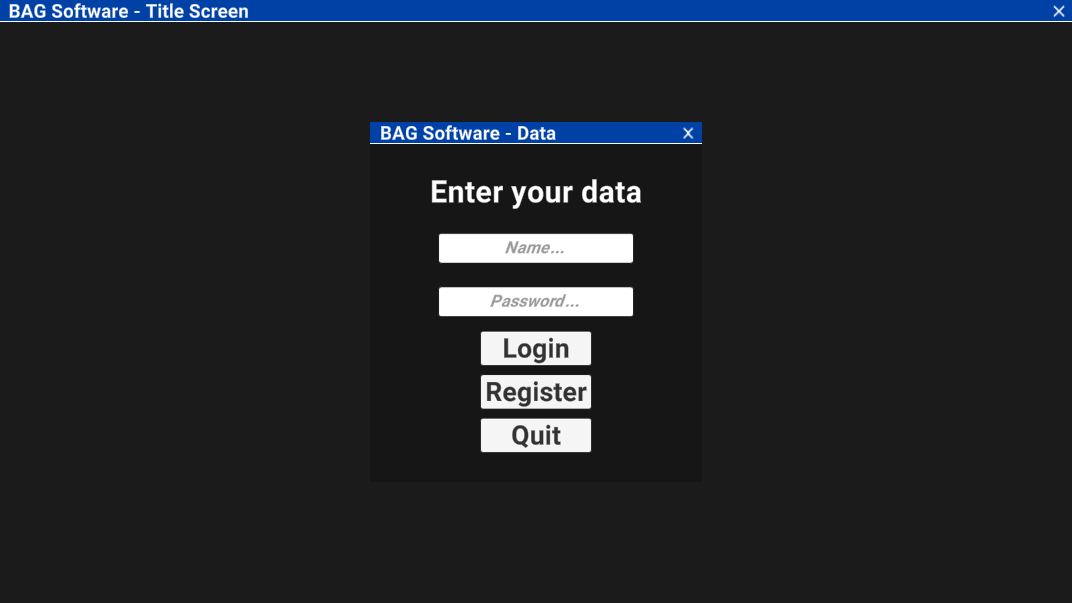 BAG Software - Title Screen
BAG Software - Data
Enter your data
Name...
Password...
Login
Register
Quit